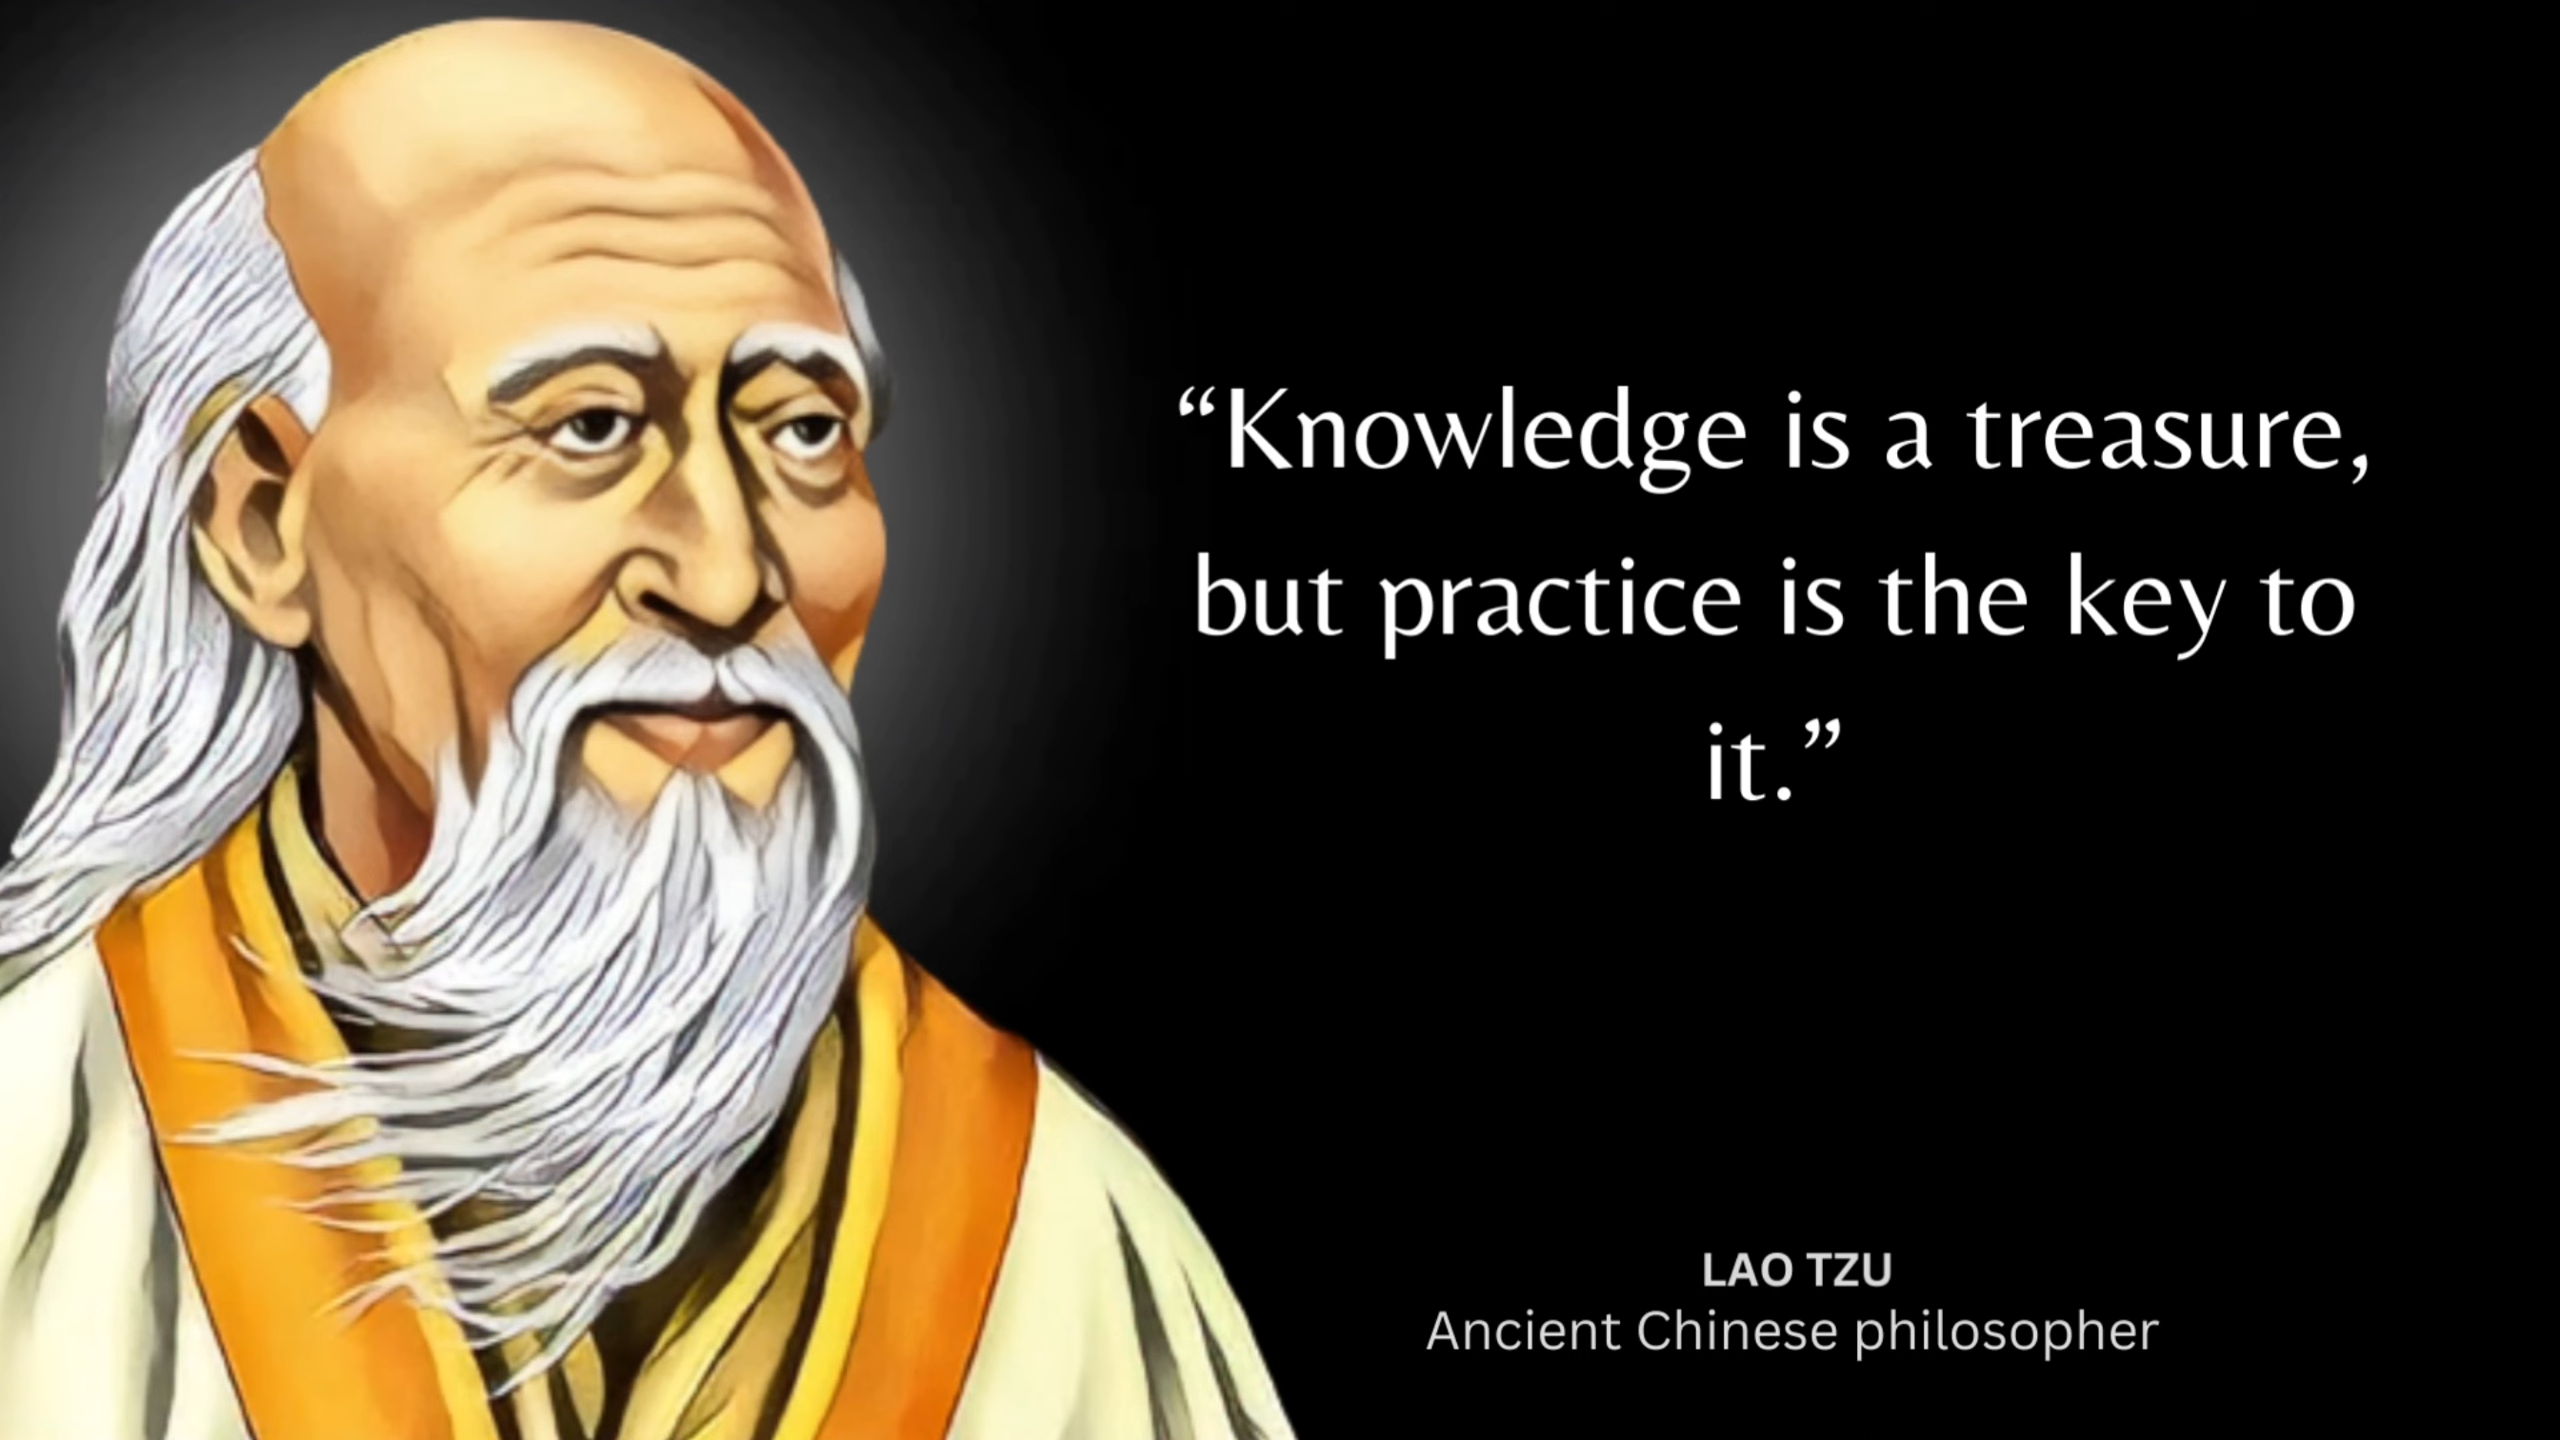 “Knowledge is a treasure,
but practice is the key to
it.”
LAO TZU
Ancient Chinese philosopher